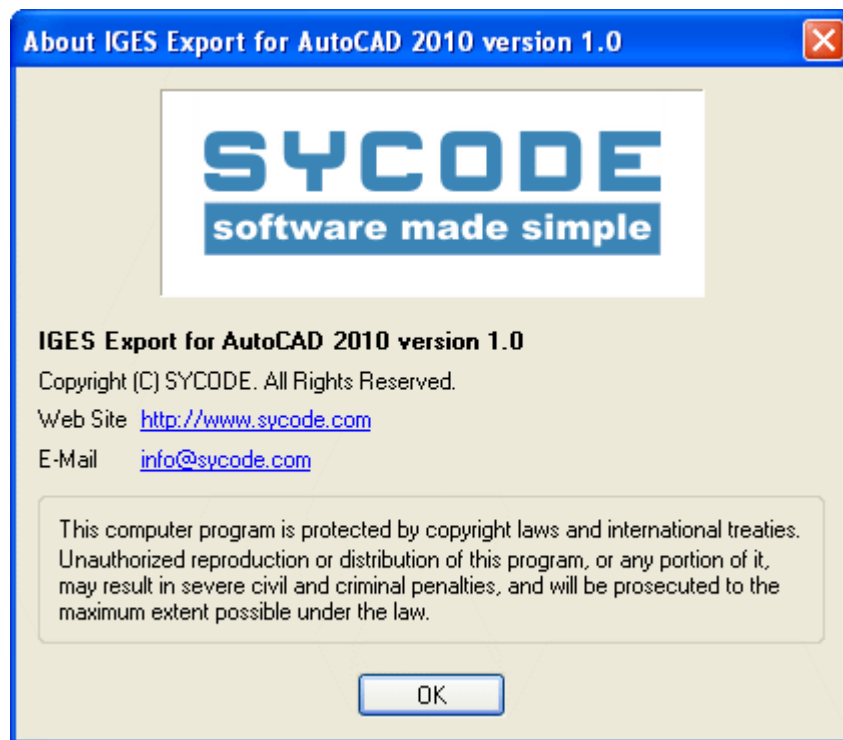 About IGES Export for AutoCAD 2010 version 1.0
SYCODE
software made simple
IGES Export for AutoCAD 2010 version 1.0
Copyright (C) SYCODE. All Rights Reserved.
Web Site http://www.sycode.com
E-Mail info@sycode.com
This computer program is protected by copyright laws and international treaties.
Unauthorized reproduction or distribution of this program, or any portion of it,
may result in severe civil and criminal penalties, and will be prosecuted to the
maximum extent possible under the law.
OK